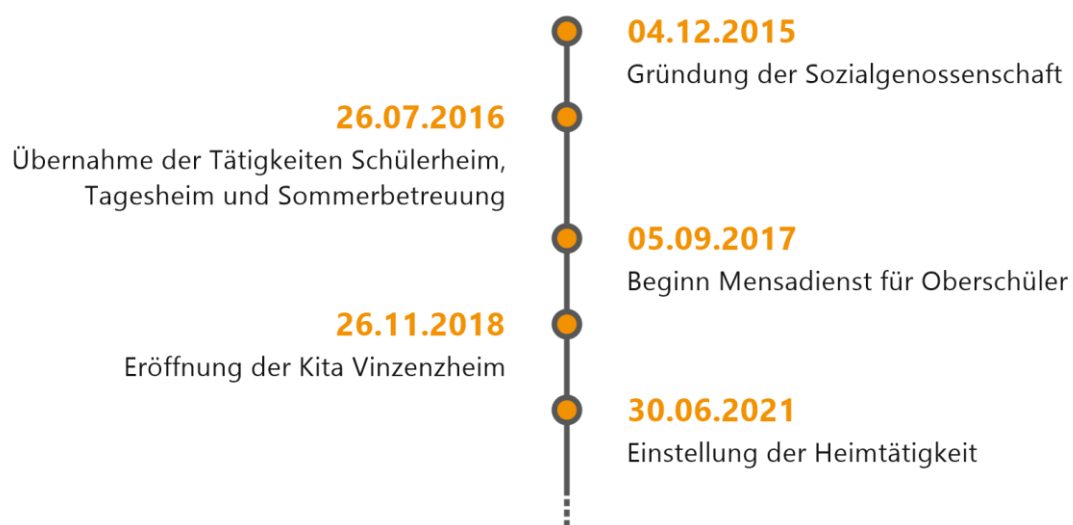 04.12.2015
Gründung der Sozialgenossenschaft
26.07.2016
Übernahme der Tätigkeiten Schülerheim,
Tagesheim und Sommerbetreuung
05.09.2017
Beginn Mensadienst für Oberschüler
26.11.2018
Eröffnung der Kita Vinzenzheim
30.06.2021
Einstellung der Heimtätigkeit